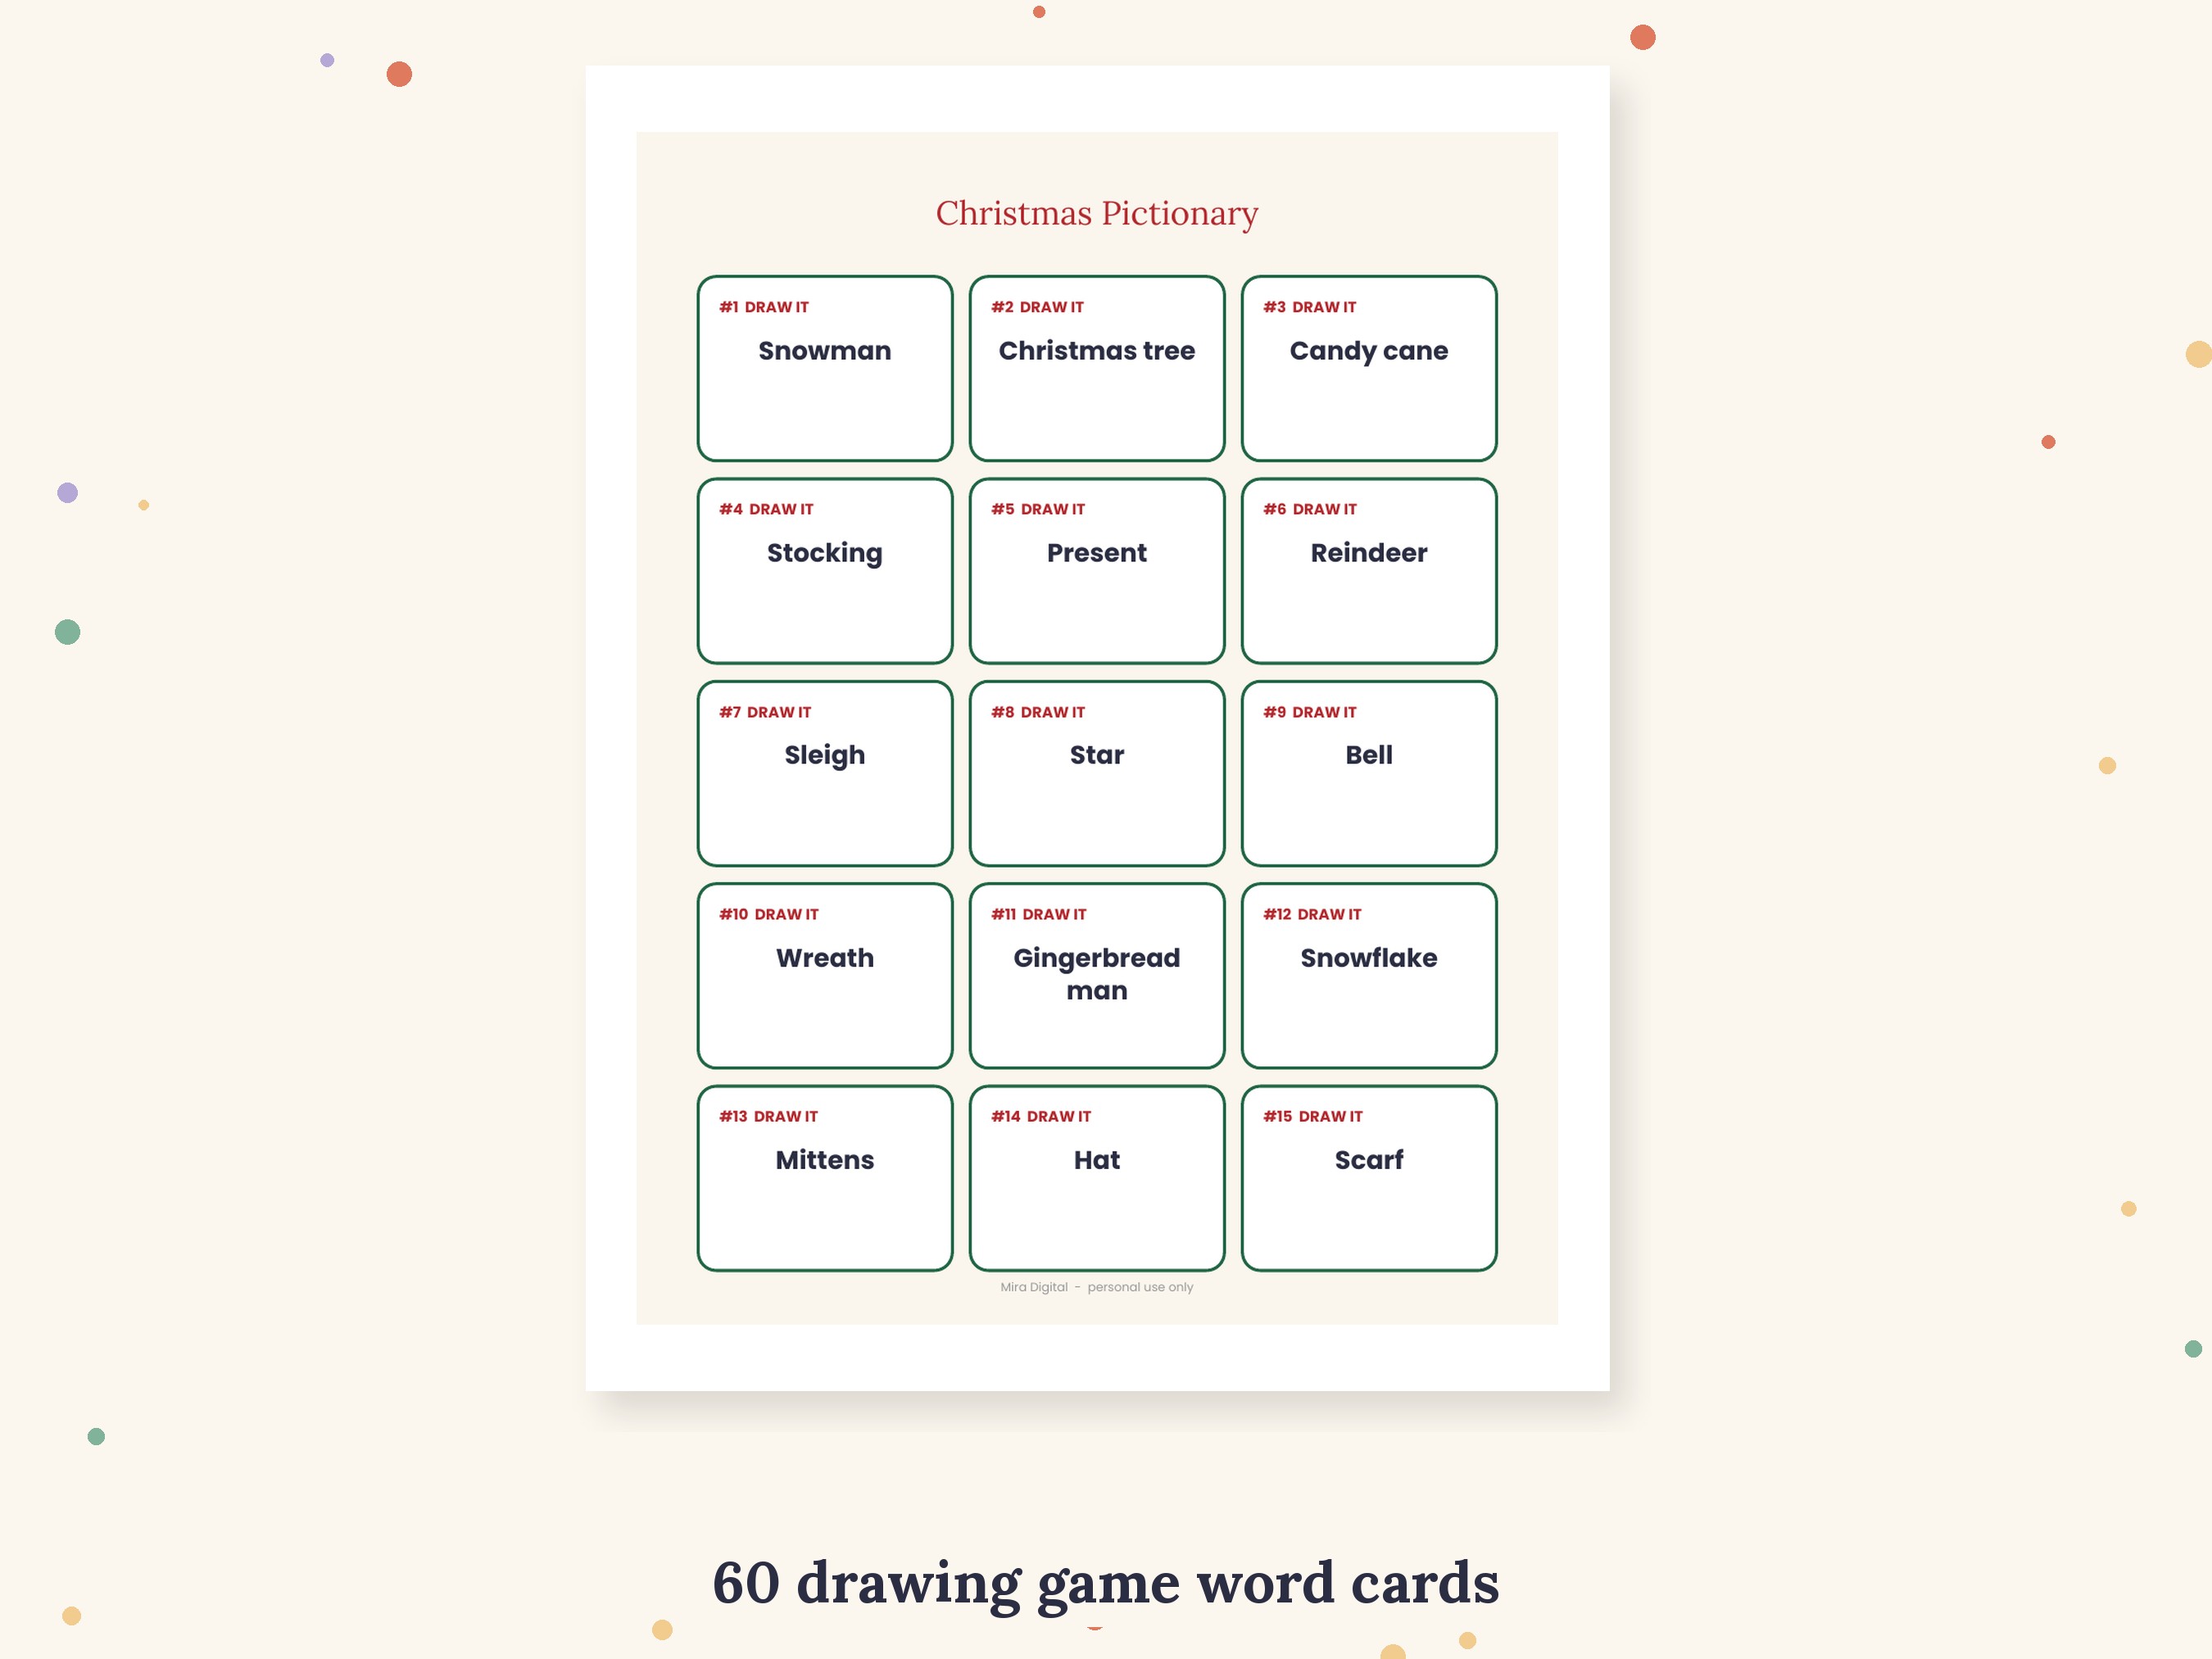 Christmas Pictionary
#1 DRAW IT
Snowman
#2 DRAW IT
Christmas tree
#3 DRAW IT
Candy cane
#4 DRAW IT
Stocking
#5 DRAW IT
Present
#6 DRAW IT
Reindeer
#7 DRAW IT
Sleigh
#8 DRAW IT
Star
#9 DRAW IT
Bell
#10 DRAW IT
Wreath
#11 DRAW IT
Gingerbread
man
#12 DRAW IT
Snowflake
#13 DRAW IT
Mittens
#14 DRAW IT
Hat
#15 DRAW IT
Scarf
Mira Digital - personal use only
60 drawing game word cards